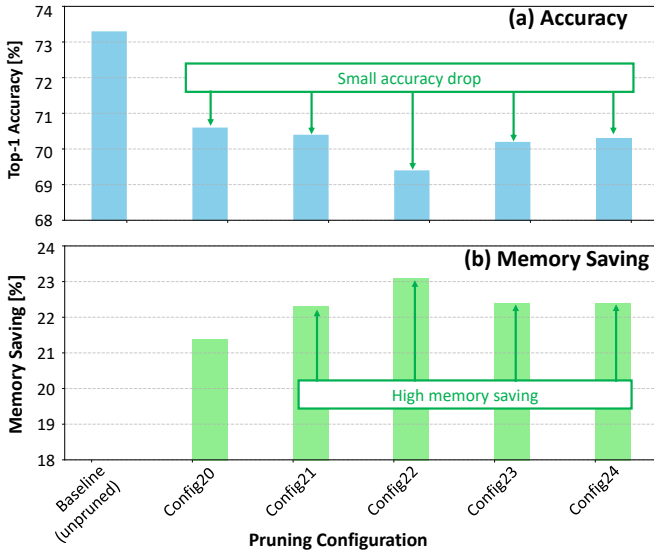 (a) Accuracy
Top-1 Accuracy [%]
74
73
72
71
70
69
68
Small accuracy drop
(b) Memory Saving
Memory Saving [%]
24
23
22
21
20
19
18
High memory saving
Baseline
(unpruned)
Config20
Config21
Config22
Config23
Config24
Pruning Configuration